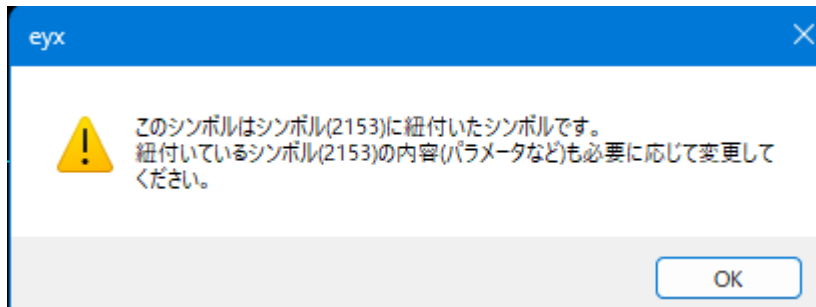 eyx
このシンボルはシンボル(2153)に紐付いたシンボルです。
紐付いているシンボル(2153)の内容(パラメータなど)も必要に応じて変更して
ください。
OK